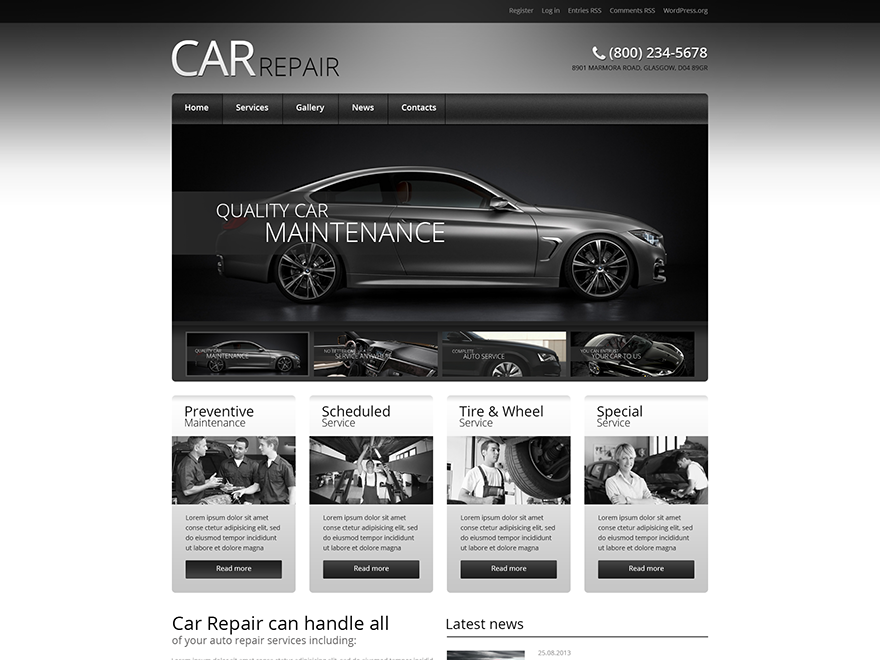 Register Log in Entries RSS Comments RSS WordPress.org
CAR REPAIR
(800) 234-5678
8901 MARMORA ROAD, GLASGOW, D04 89GR
Home Services Gallery News Contacts
QUALITY CAR
MAINTENANCE
QUALITY CAR
MAINTENANCE
NO BETTER CAR
SERVICE ANYWHERE
COMPLETE
AUTO SERVICE
YOU CAN ENTRUST
YOUR CAR TO US
Preventive
Maintenance
Lorem ipsum dolor sit amet
conse ctetur adipisicing elit, sed
do eiusmod tempor incididunt
ut labore et dolore magna
Read more
Scheduled
Service
Lorem ipsum dolor sit amet
conse ctetur adipisicing elit, sed
do eiusmod tempor incididunt
ut labore et dolore magna
Read more
Tire & Wheel
Service
Lorem ipsum dolor sit amet
conse ctetur adipisicing elit, sed
do eiusmod tempor incididunt
ut labore et dolore magna
Read more
Special
Service
Lorem ipsum dolor sit amet
conse ctetur adipisicing elit, sed
do eiusmod tempor incididunt
ut labore et dolore magna
Read more
Car Repair can handle all
of your auto repair services including:
Latest news
25.08.2013